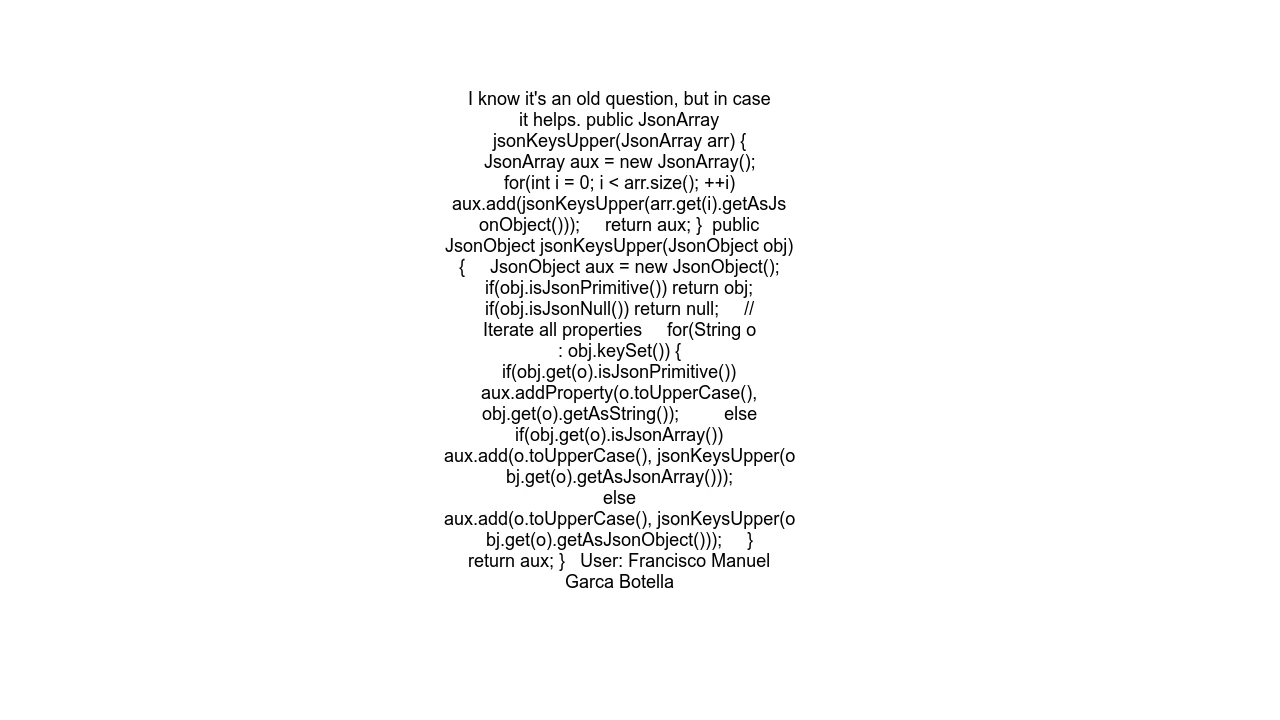 I know it's an old question, but in case
it helps. public JsonArray
jsonKeysUpper(JsonArray arr) {
JsonArray aux = new JsonArray();
for(int i = 0; i < arr.size(); ++i)
aux.add(jsonKeysUpper(arr.get(i).getAsJs
onObject()));     return aux; }  public
JsonObject jsonKeysUpper(JsonObject obj)
{     JsonObject aux = new JsonObject();
if(obj.isJsonPrimitive()) return obj;
if(obj.isJsonNull()) return null;     //
Iterate all properties     for(String o
: obj.keySet()) {
if(obj.get(o).isJsonPrimitive())
aux.addProperty(o.toUpperCase(),
obj.get(o).getAsString());         else
if(obj.get(o).isJsonArray())
aux.add(o.toUpperCase(), jsonKeysUpper(o
bj.get(o).getAsJsonArray()));
else
aux.add(o.toUpperCase(), jsonKeysUpper(o
bj.get(o).getAsJsonObject()));     }
return aux; }   User: Francisco Manuel
Garca Botella